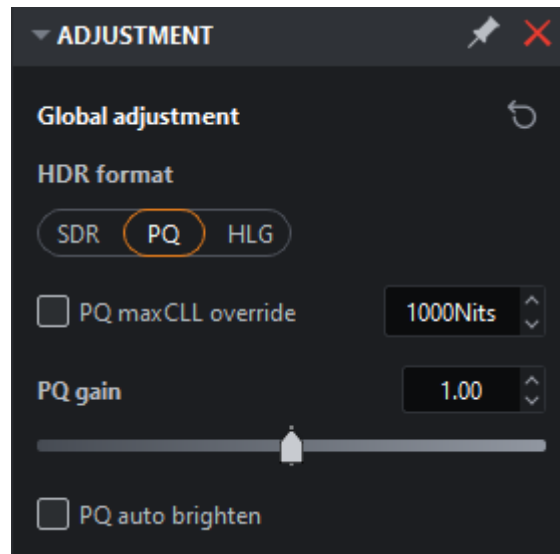 ADJUSTMENT
Global adjustment
HDR format
SDR PQ HLG
PQ maxCLL override 1000Nits
PQ gain 1.00
PQ auto brighten